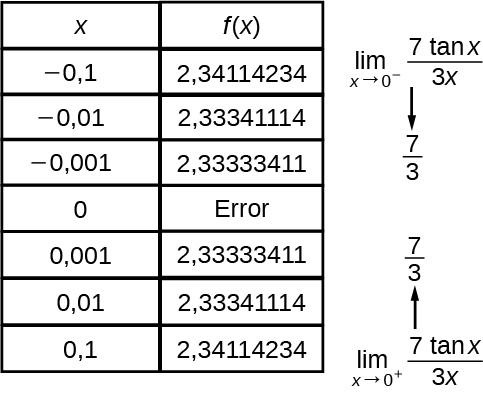 x f(x)
−0,1 2,34114234
−0,01 2,33341114
−0,001 2,33333411
0 Error
0,001 2,33333411
0,01 2,33341114
0,1 2,34114234
lim x→0⁻ 7 tan x / 3x
7/3
7/3
lim x→0⁺ 7 tan x / 3x